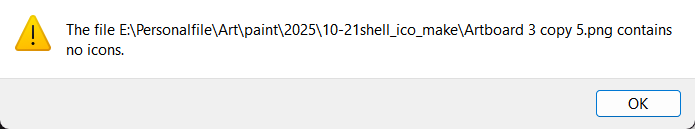 The file E:\Personalfile\Art\paint\2025\10-21shell_ico_make\Artboard 3 copy 5.png contains
no icons.
OK